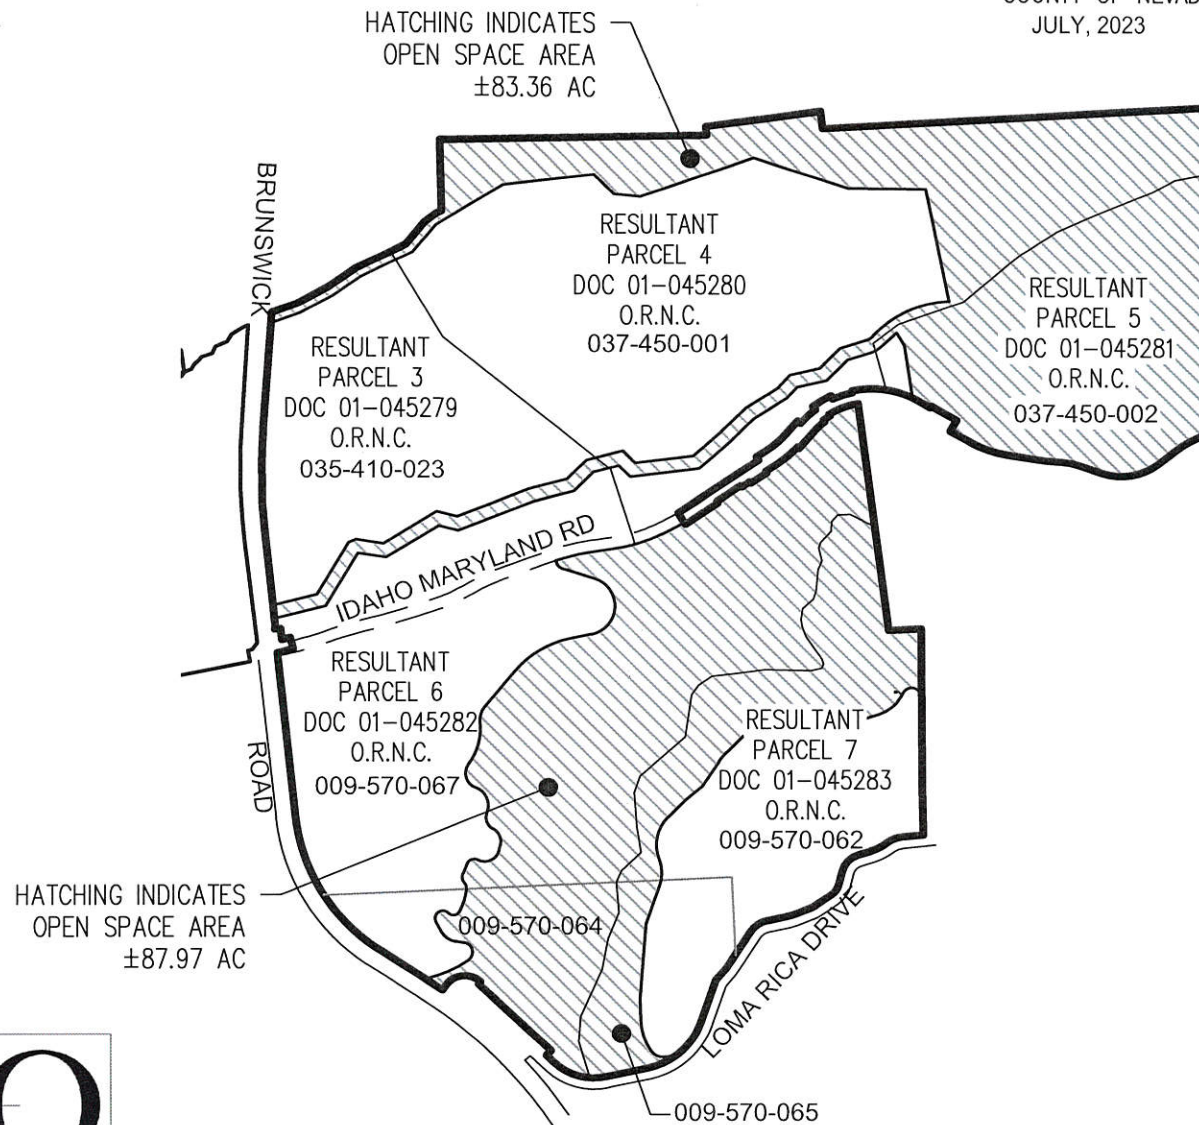 JULY, 2023
HATCHING INDICATES
OPEN SPACE AREA
±83.36 AC
BRUNSWICK
RESULTANT
PARCEL 4
DOC 01-045280
O.R.N.C.
037-450-001
RESULTANT
PARCEL 5
DOC 01-045281
O.R.N.C.
037-450-002
RESULTANT
PARCEL 3
DOC 01-045279
O.R.N.C.
035-410-023
IDAHO MARYLAND RD
RESULTANT
PARCEL 6
DOC 01-045282
O.R.N.C.
009-570-067
ROAD
RESULTANT
PARCEL 7
DOC 01-045283
O.R.N.C.
009-570-062
HATCHING INDICATES
OPEN SPACE AREA
±87.97 AC
009-570-064
LOMA RICA DRIVE
009-570-065